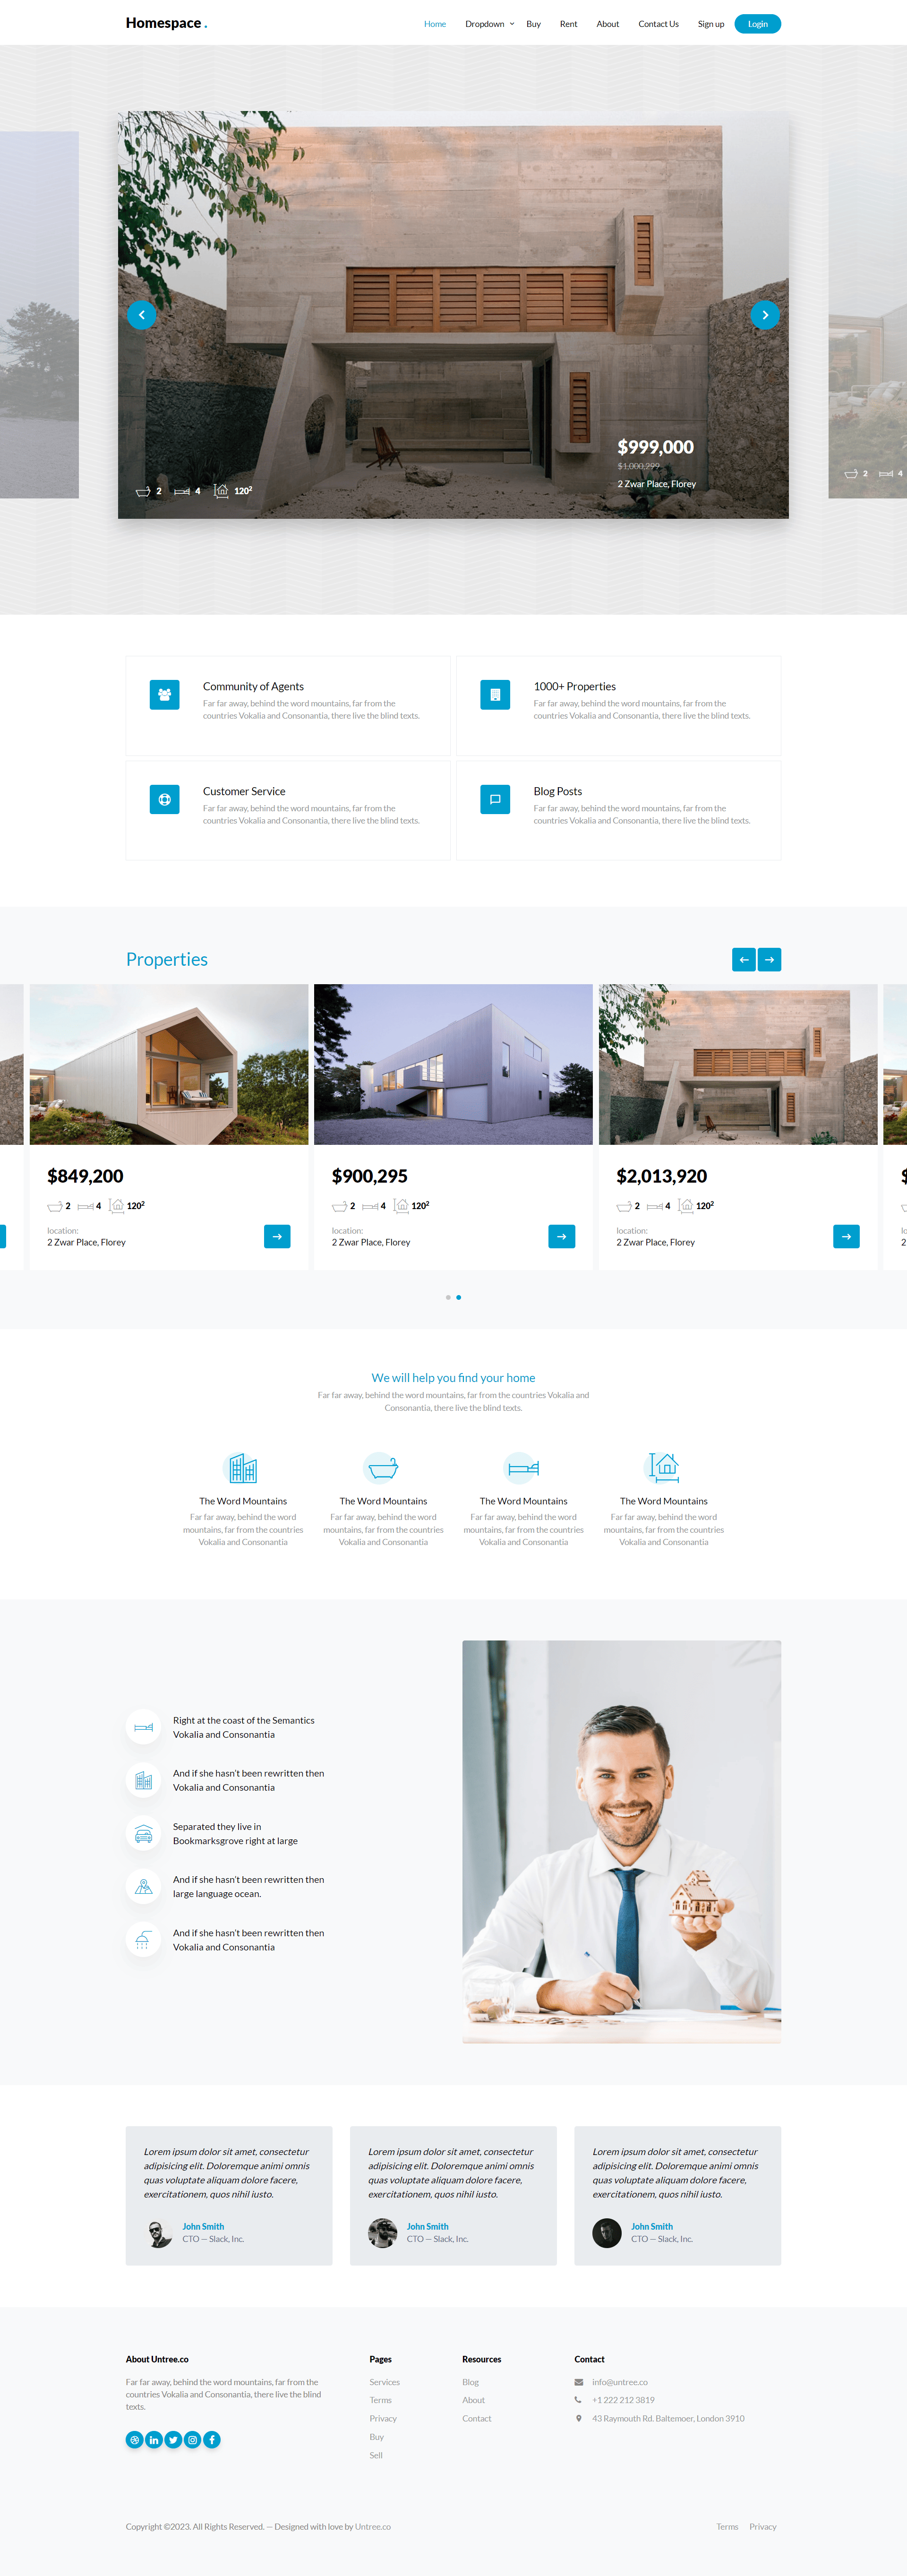 Homespace .
Home Dropdown Buy Rent About Contact Us Sign up Login
$999,000
$1,000,299
2 Zwar Place, Florey
2 4 120²
2 4
Community of Agents
Far far away, behind the word mountains, far from the
countries Vokalia and Consonantia, there live the blind texts.
1000+ Properties
Far far away, behind the word mountains, far from the
countries Vokalia and Consonantia, there live the blind texts.
Customer Service
Far far away, behind the word mountains, far from the
countries Vokalia and Consonantia, there live the blind texts.
Blog Posts
Far far away, behind the word mountains, far from the
countries Vokalia and Consonantia, there live the blind texts.
Properties
$849,200
2 4 120²
location:
2 Zwar Place, Florey
$900,295
2 4 120²
location:
2 Zwar Place, Florey
$2,013,920
2 4 120²
location:
2 Zwar Place, Florey
We will help you find your home
Far far away, behind the word mountains, far from the countries Vokalia and
Consonantia, there live the blind texts.
The Word Mountains
Far far away, behind the word
mountains, far from the countries
Vokalia and Consonantia
The Word Mountains
Far far away, behind the word
mountains, far from the countries
Vokalia and Consonantia
The Word Mountains
Far far away, behind the word
mountains, far from the countries
Vokalia and Consonantia
The Word Mountains
Far far away, behind the word
mountains, far from the countries
Vokalia and Consonantia
Right at the coast of the Semantics
Vokalia and Consonantia
And if she hasn't been rewritten then
Vokalia and Consonantia
Separated they live in
Bookmarksgrove right at large
And if she hasn't been rewritten then
large language ocean.
And if she hasn't been rewritten then
Vokalia and Consonantia
Lorem ipsum dolor sit amet, consectetur
adipisicing elit. Doloremque animi omnis
quas voluptate aliquam dolore facere,
exercitationem, quos nihil iusto.
John Smith
CTO — Slack, Inc.
Lorem ipsum dolor sit amet, consectetur
adipisicing elit. Doloremque animi omnis
quas voluptate aliquam dolore facere,
exercitationem, quos nihil iusto.
John Smith
CTO — Slack, Inc.
Lorem ipsum dolor sit amet, consectetur
adipisicing elit. Doloremque animi omnis
quas voluptate aliquam dolore facere,
exercitationem, quos nihil iusto.
John Smith
CTO — Slack, Inc.
About Untree.co
Far far away, behind the word mountains, far from the
countries Vokalia and Consonantia, there live the blind
texts.
Pages
Services
Terms
Privacy
Buy
Sell
Resources
Blog
About
Contact
Contact
info@untree.co
+1 222 212 3819
43 Raymouth Rd. Baltemoer, London 3910
Copyright ©2023. All Rights Reserved. — Designed with love by Untree.co
Terms Privacy